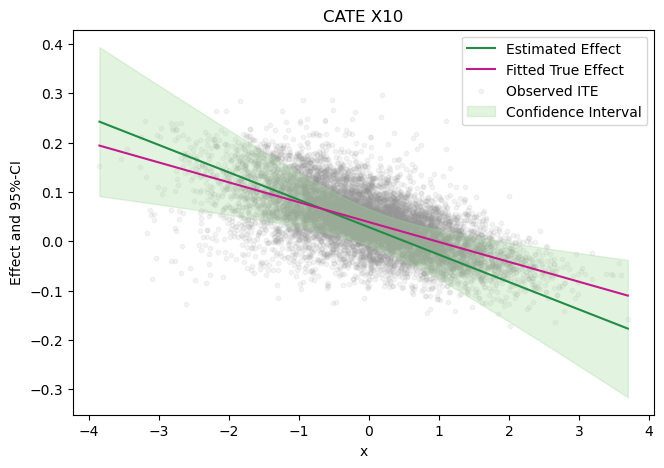 CATE X10
Estimated Effect
Fitted True Effect
Observed ITE
Confidence Interval
Effect and 95%-CI
0.4
0.3
0.2
0.1
0.0
−0.1
−0.2
−0.3
−4 −3 −2 −1 0 1 2 3 4
x